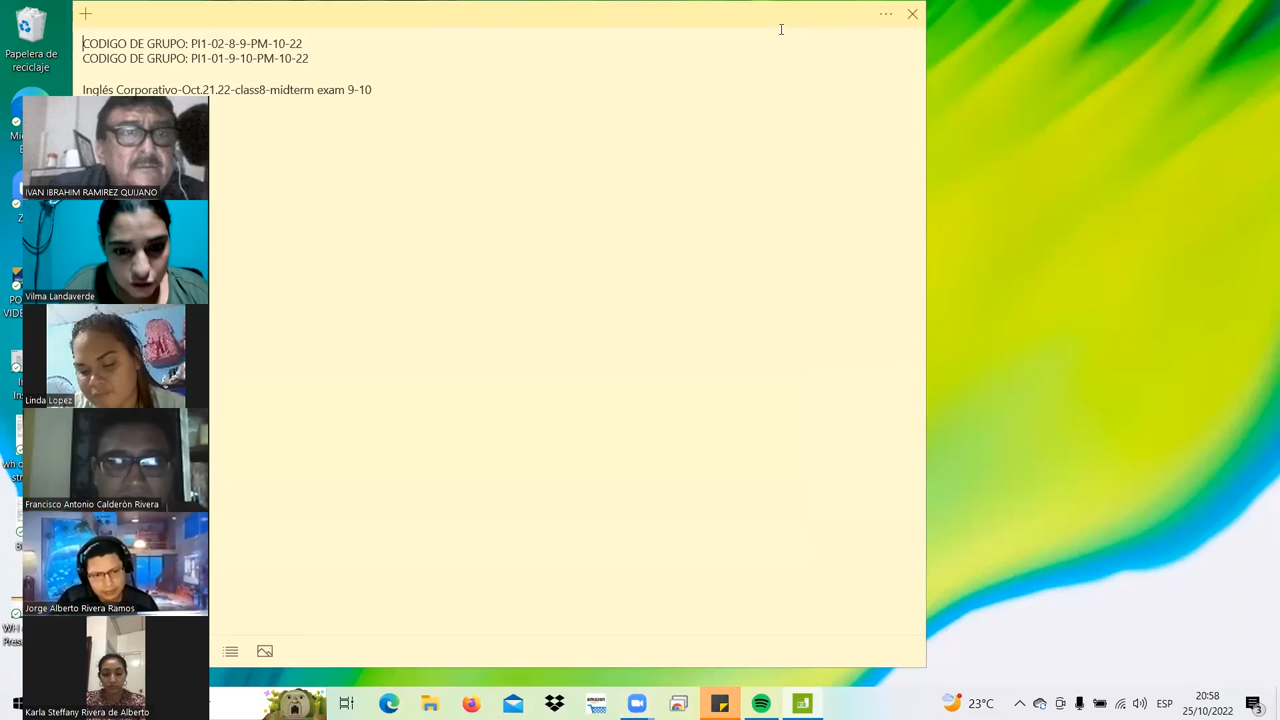 Papelera de
reciclaje
CODIGO DE GRUPO: PI1-02-8-9-PM-10-22
CODIGO DE GRUPO: PI1-01-9-10-PM-10-22
Inglés Corporativo-Oct.21.22-class8-midterm exam 9-10
IVAN IBRAHIM RAMIREZ QUIJANO
Vilma Landaverde
Linda Lopez
Francisco Antonio Calderòn Rivera
Jorge Alberto Rivera Ramos
Karla Steffany Rivera de Alberto
amazon
23°C
ESP
20:58
25/10/2022
3